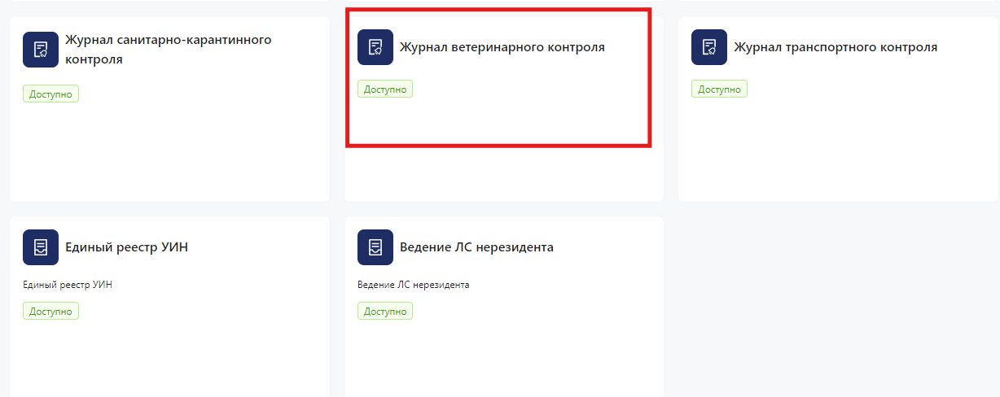 Журнал санитарно-карантинного
контроля
Доступно
Журнал ветеринарного контроля
Доступно
Журнал транспортного контроля
Доступно
Единый реестр УИН
Единый реестр УИН
Доступно
Ведение ЛС нерезидента
Ведение ЛС нерезидента
Доступно